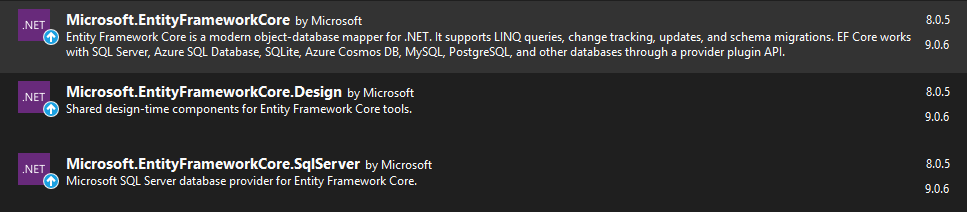 .NET
Microsoft.EntityFrameworkCore by Microsoft 8.0.5
Entity Framework Core is a modern object-database mapper for .NET. It supports LINQ queries, change tracking, updates, and schema migrations. EF Core works
with SQL Server, Azure SQL Database, SQLite, Azure Cosmos DB, MySQL, PostgreSQL, and other databases through a provider plugin API. 9.0.6
.NET
Microsoft.EntityFrameworkCore.Design by Microsoft 8.0.5
Shared design-time components for Entity Framework Core tools.
9.0.6
.NET
Microsoft.EntityFrameworkCore.SqlServer by Microsoft 8.0.5
Microsoft SQL Server database provider for Entity Framework Core.
9.0.6